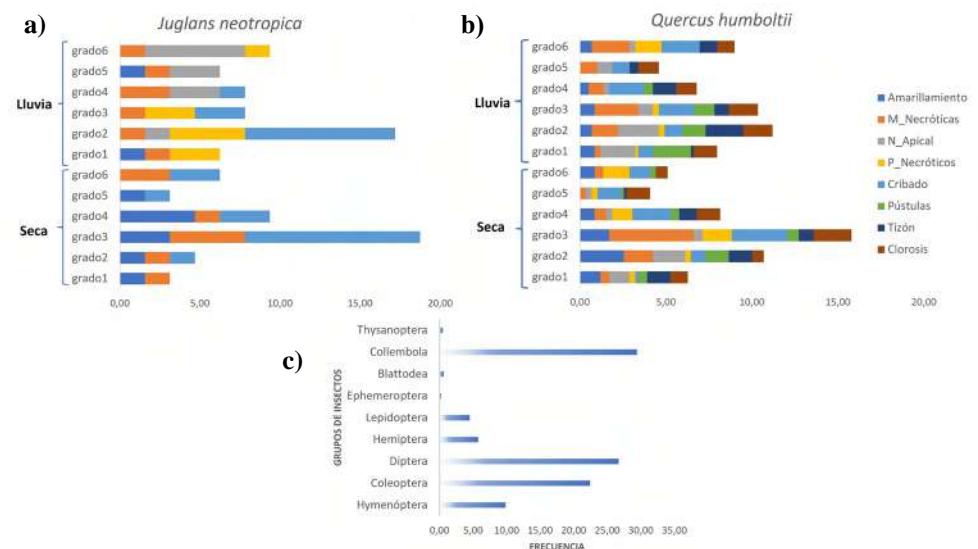 a)
Juglans neotropica
Lluvia
grado6
grado5
grado4
grado3
grado2
grado1
Seca
grado6
grado5
grado4
grado3
grado2
grado1
0,00 5,00 10,00 15,00 20,00
b)
Quercus humboltii
Lluvia
grado6
grado5
grado4
grado3
grado2
grado1
Seca
grado6
grado5
grado4
grado3
grado2
grado1
0,00 5,00 10,00 15,00 20,00
Amarillamiento
M_Necróticas
N_Apical
P_Necróticos
Cribado
Pústulas
Tizón
Clorosis
c)
GRUPOS DE INSECTOS
Thysanoptera
Collembola
Blattodea
Ephemeroptera
Lepidoptera
Hemiptera
Diptera
Coleoptera
Hymenóptera
0,00 5,00 10,00 15,00 20,00 25,00 30,00 35,00
FRECUENCIA